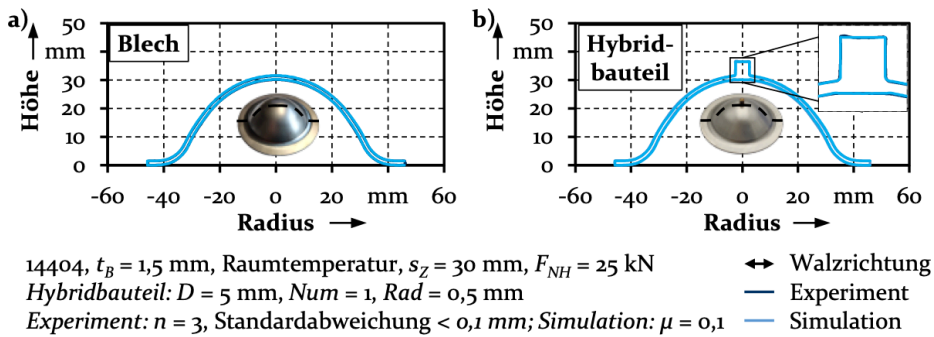 a)
50
mm
30
20
10
0
Höhe
Blech
-60 -40 -20 0 20 mm 60
Radius
b)
50
mm
30
20
10
0
Höhe
Hybrid-
bauteil
-60 -40 -20 0 20 mm 60
Radius
14404, t_B = 1,5 mm, Raumtemperatur, s_Z = 30 mm, F_NH = 25 kN
Hybridbauteil: D = 5 mm, Num = 1, Rad = 0,5 mm
Experiment: n = 3, Standardabweichung < 0,1 mm; Simulation: µ = 0,1
Walzrichtung
Experiment
Simulation